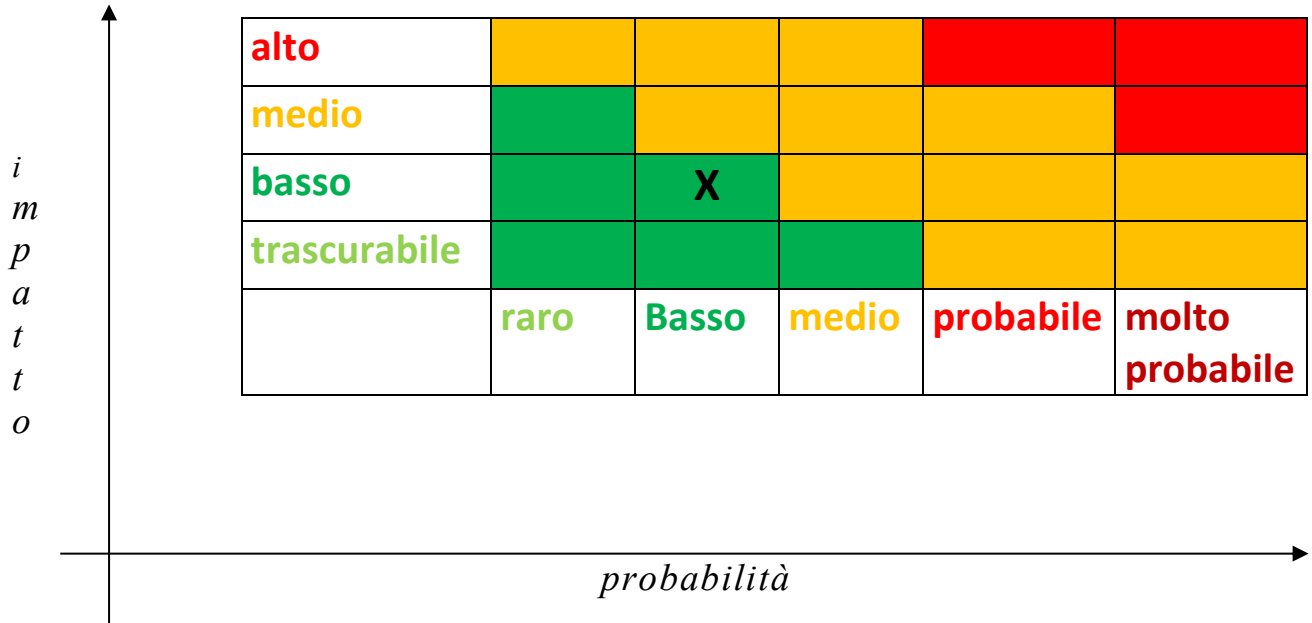 alto
medio
basso X
trascurabile
raro Basso medio probabile molto
probabile
i
m
p
a
t
t
o
probabilità